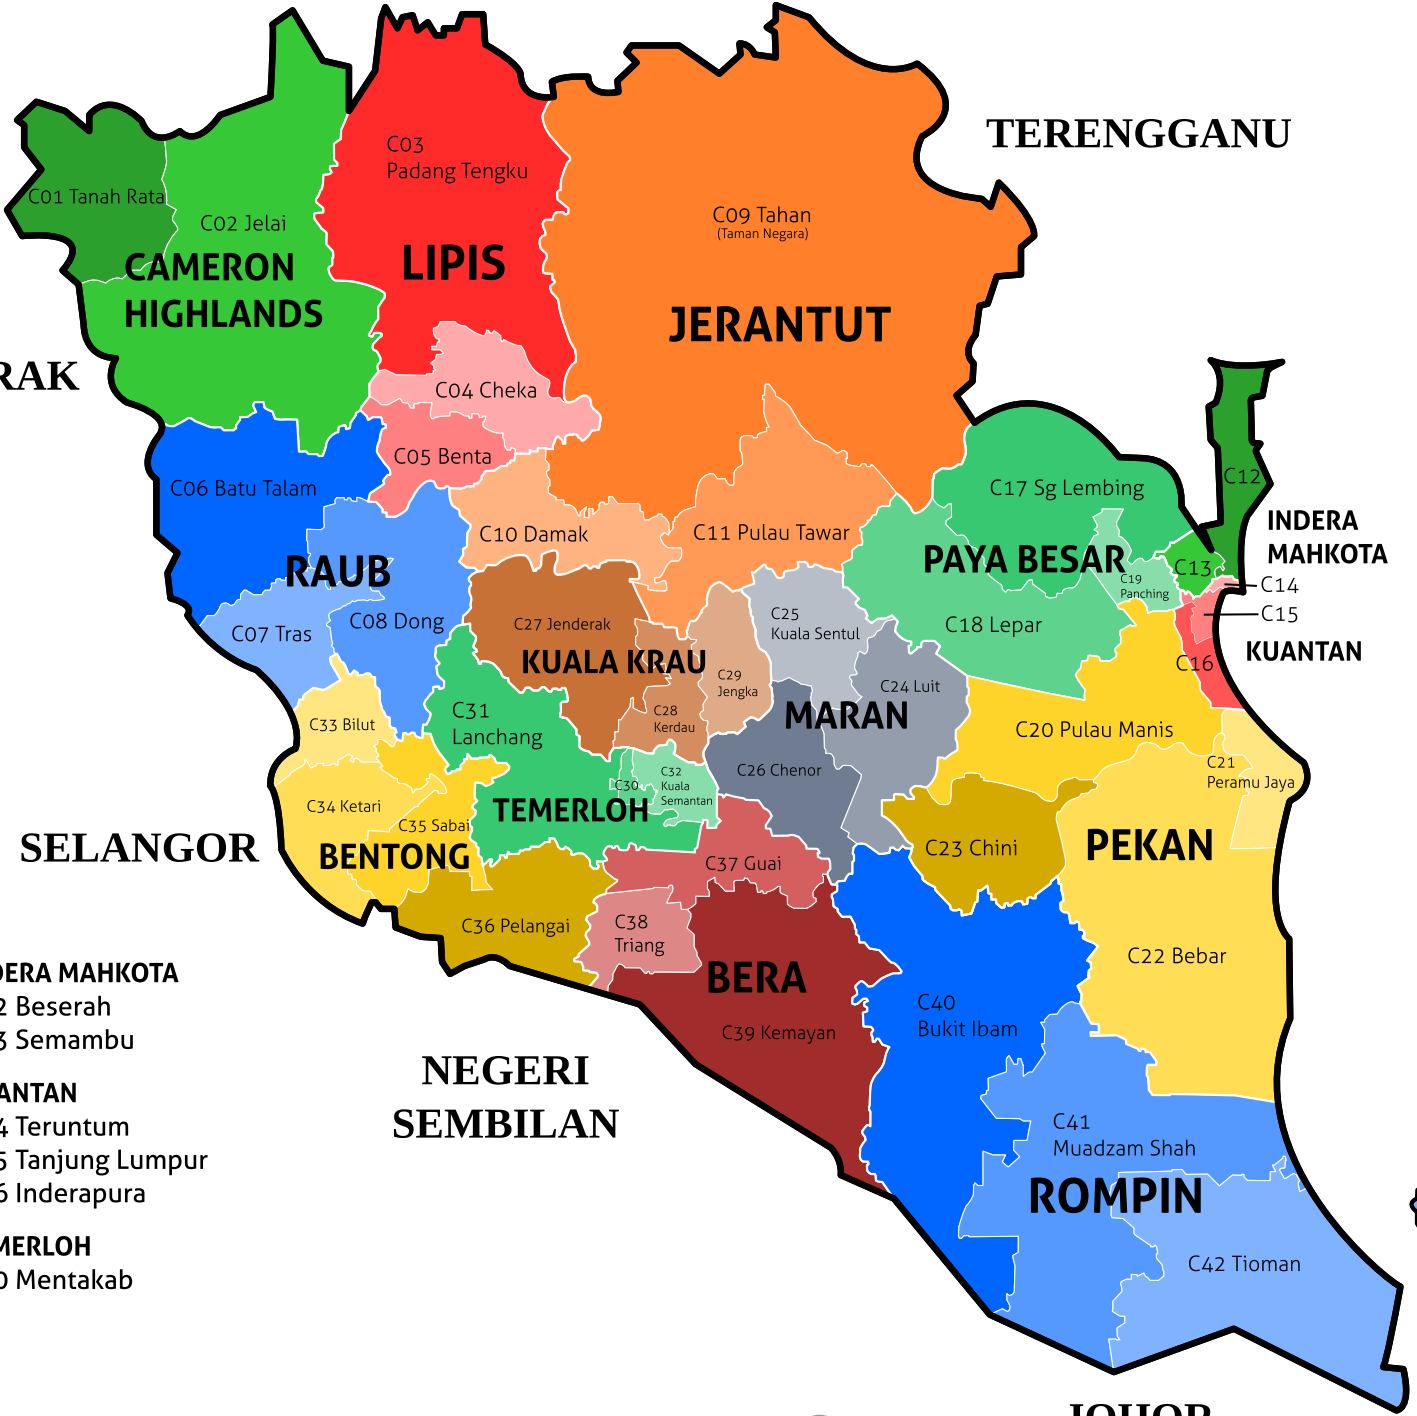 TERENGGANU
C03
Padang Tengku
C01 Tanah Rata
C02 Jelai
C09 Tahan
(Taman Negara)
CAMERON
HIGHLANDS
LIPIS
JERANTUT
RAK
C04 Cheka
C05 Benta
C06 Batu Talam
C10 Damak
C11 Pulau Tawar
C17 Sg Lembing
C12
INDERA
MAHKOTA
RAUB
PAYA BESAR
C13
C19
Panching
C14
C15
C07 Tras
C08 Dong
C27 Jenderak
KUALA KRAU
C25
Kuala Sentul
C18 Lepar
C16
KUANTAN
C29
Jengka
C24 Luit
C31
Lanchang
C28
Kerdau
MARAN
C33 Bilut
C20 Pulau Manis
C21
Peramu Jaya
C30
C32
Kuala
Semantan
C26 Chenor
C34 Ketari
C35 Sabai
TEMERLOH
SELANGOR
BENTONG
C37 Guai
C23 Chini
PEKAN
C36 Pelangai
C38
Triang
BERA
C22 Bebar
C39 Kemayan
C40
Bukit Ibam
DERA MAHKOTA
2 Beserah
3 Semambu
ANTAN
4 Teruntum
5 Tanjung Lumpur
6 Inderapura
MERLOH
0 Mentakab
NEGERI
SEMBILAN
C41
Muadzam Shah
ROMPIN
C42 Tioman
JOHOR